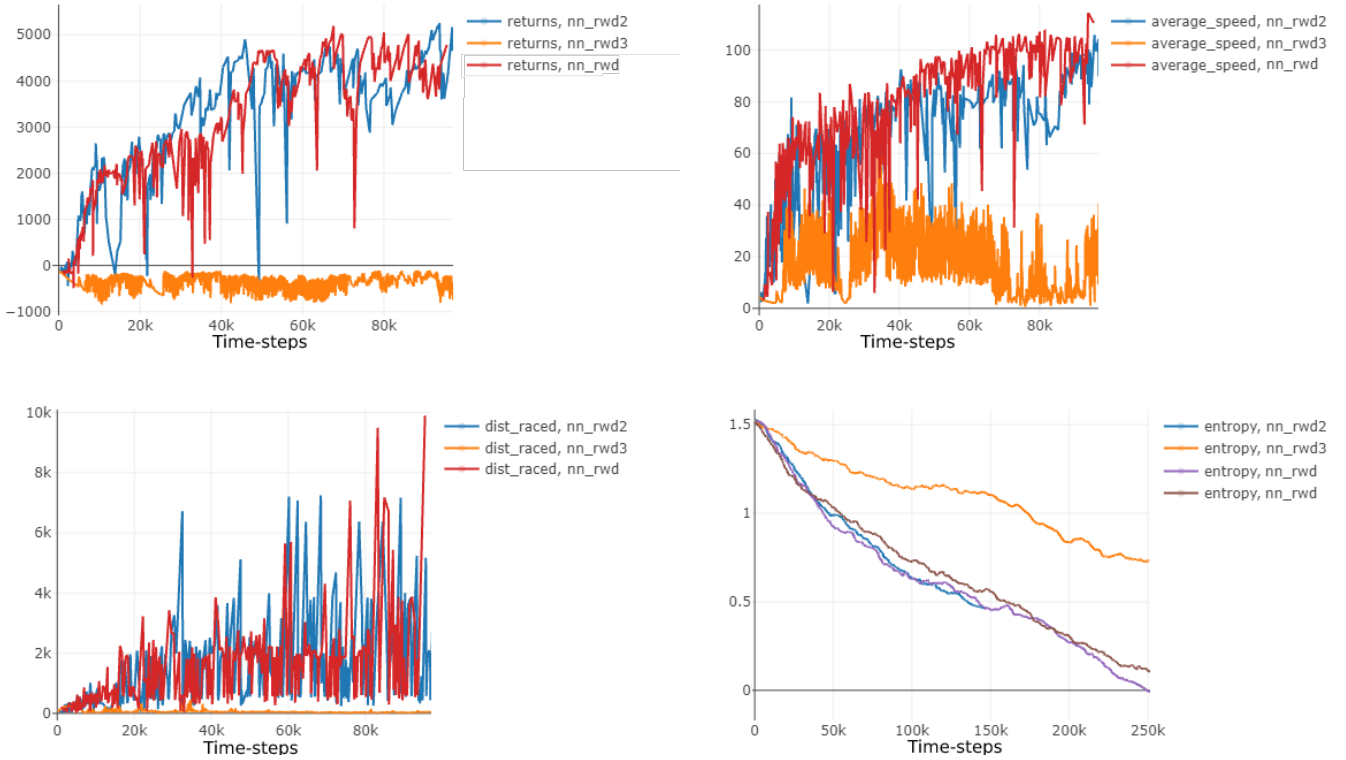 5000
4000
3000
2000
1000
0
−1000
0 20k 40k 60k 80k
Time-steps
returns, nn_rwd2
returns, nn_rwd3
returns, nn_rwd
100
80
60
40
20
0
0 20k 40k 60k 80k
Time-steps
average_speed, nn_rwd2
average_speed, nn_rwd3
average_speed, nn_rwd
10k
8k
6k
4k
2k
0
0 20k 40k 60k 80k
Time-steps
dist_raced, nn_rwd2
dist_raced, nn_rwd3
dist_raced, nn_rwd
1.5
1
0.5
0
0 50k 100k 150k 200k 250k
Time-steps
entropy, nn_rwd2
entropy, nn_rwd3
entropy, nn_rwd
entropy, nn_rwd